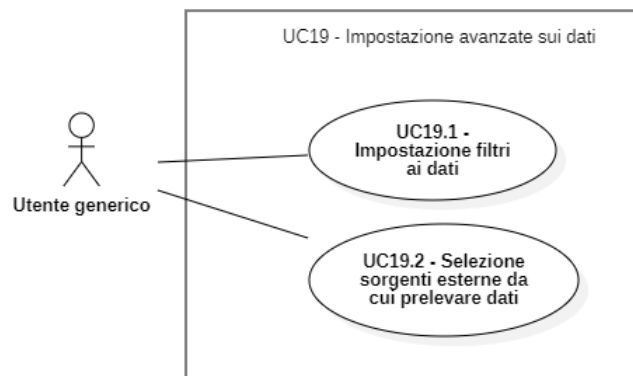 UC19 - Impostazione avanzate sui dati
UC19.1 -
Impostazione filtri
ai dati
Utente generico
UC19.2 - Selezione
sorgenti esterne da
cui prelevare dati